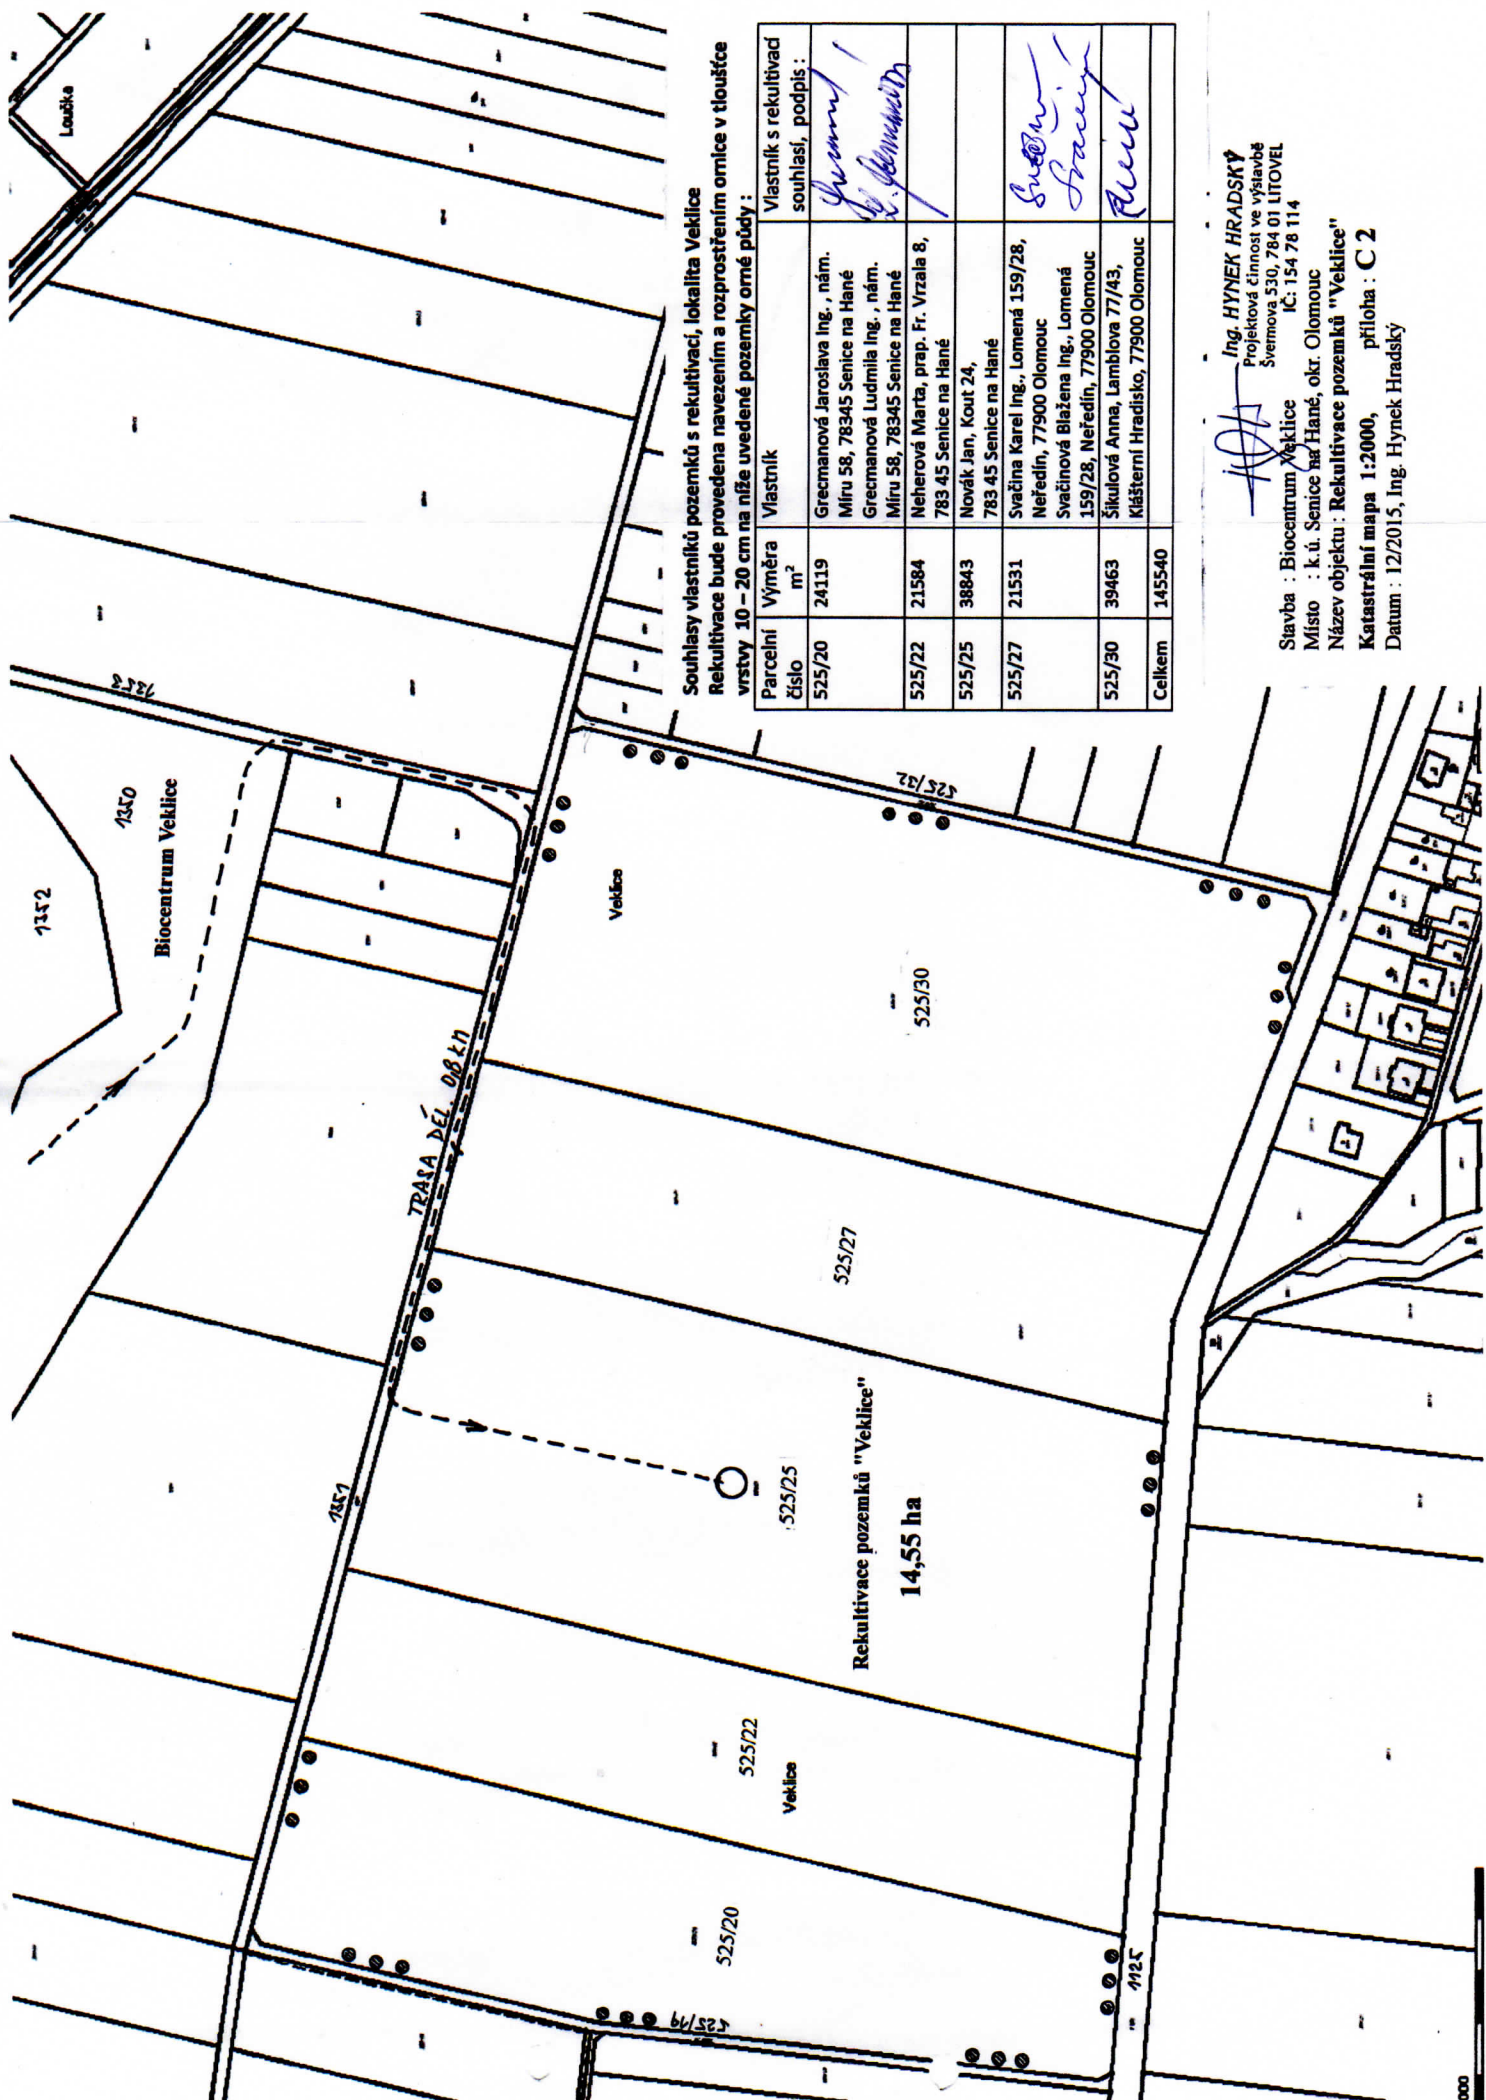 Loučka
1353
1350
1352
Biocentrum Veklice
TRASA DÉL. 0,8 KM
1351
Veklice
525/32
525/30
525/27
525/25
Rekultivace pozemků "Veklice"
14,55 ha
525/22
Veklice
525/20
525/19
1125
Souhlasy vlastníků pozemků s rekultivací, lokalita Veklice
Rekultivace bude provedena navezením a rozprostřením ornice v tloušťce
vrstvy 10 – 20 cm na níže uvedené pozemky orné půdy :
Parcelní číslo | Výměra m² | Vlastník | Vlastník s rekultivací souhlasí, podpis :
525/20 | 24119 | Grecmanová Jaroslava Ing., nám.
Míru 58, 78345 Senice na Hané
Grecmanová Ludmila Ing., nám.
Míru 58, 78345 Senice na Hané
525/22 | 21584 | Neherová Marta, prap. Fr. Vrzala 8,
783 45 Senice na Hané
525/25 | 38843 | Novák Jan, Kout 24,
783 45 Senice na Hané
525/27 | 21531 | Svačina Karel Ing., Lomená 159/28,
Neředín, 77900 Olomouc
Svačinová Blažena Ing., Lomená
159/28, Neředín, 77900 Olomouc
525/30 | 39463 | Šikulová Anna, Lamblova 77/43,
Klášterní Hradisko, 77900 Olomouc
Celkem | 145540
Ing. HYNEK HRADSKÝ
Projektová činnost ve výstavbě
Švermova 530, 784 01 LITOVEL
IČ: 154 78 114
Stavba : Biocentrum Veklice
Místo : k.ú. Senice na Hané, okr. Olomouc
Název objektu : Rekultivace pozemků "Veklice"
Katastrální mapa 1:2000, příloha : C 2
Datum : 12/2015, Ing. Hynek Hradský